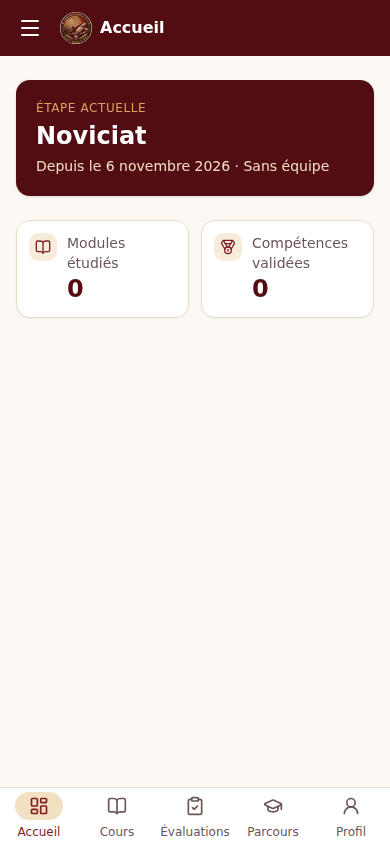 Accueil
ÉTAPE ACTUELLE
Noviciat
Depuis le 6 novembre 2026 · Sans équipe
Modules
étudiés
0
Compétences
validées
0
Accueil
Cours
Évaluations
Parcours
Profil